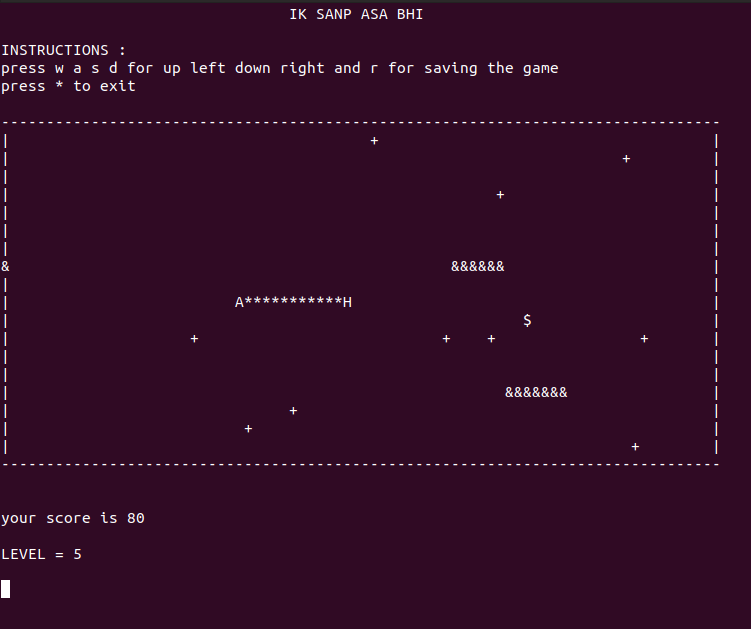 IK SANP ASA BHI
INSTRUCTIONS :
press w a s d for up left down right and r for saving the game
press * to exit
--------------------------------------------------------------------------------
|                                        +                                     |
|                                                                    +         |
|                                                                              |
|                                                      +                       |
|                                                                              |
|                                                                              |
|                                                                              |
&                                                 &&&&&&                       |
|                                                                              |
|                         A***********H                                        |
|                                                         $                    |
|                    +                           +    +                +       |
|                                                                              |
|                                                                              |
|                                                       &&&&&&&                |
|                               +                                              |
|                          +                                                   |
|                                                                     +        |
--------------------------------------------------------------------------------
your score is 80
LEVEL = 5